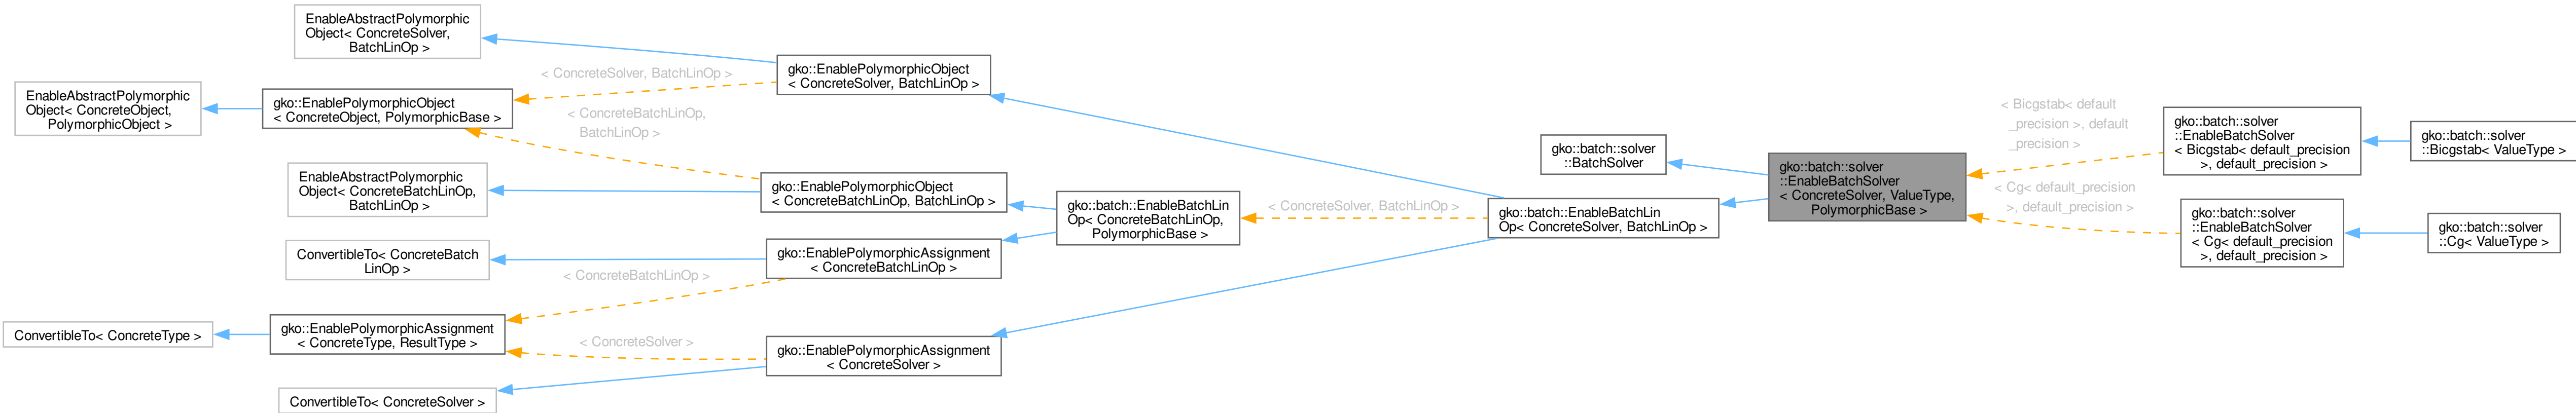 EnableAbstractPolymorphic
Object< ConcreteSolver,
BatchLinOp >
EnableAbstractPolymorphic
Object< ConcreteObject,
PolymorphicObject >
gko::EnablePolymorphicObject
< ConcreteObject, PolymorphicBase >
EnableAbstractPolymorphic
Object< ConcreteBatchLinOp,
BatchLinOp >
ConvertibleTo< ConcreteBatch
LinOp >
ConvertibleTo< ConcreteType >
gko::EnablePolymorphicAssignment
< ConcreteType, ResultType >
ConvertibleTo< ConcreteSolver >
< ConcreteSolver, BatchLinOp >
< ConcreteBatchLinOp,
BatchLinOp >
< ConcreteBatchLinOp >
< ConcreteSolver >
gko::EnablePolymorphicObject
< ConcreteSolver, BatchLinOp >
gko::EnablePolymorphicObject
< ConcreteBatchLinOp, BatchLinOp >
gko::EnablePolymorphicAssignment
< ConcreteBatchLinOp >
gko::EnablePolymorphicAssignment
< ConcreteSolver >
gko::batch::EnableBatchLin
Op< ConcreteBatchLinOp,
PolymorphicBase >
< ConcreteSolver, BatchLinOp >
gko::batch::solver
::BatchSolver
gko::batch::EnableBatchLin
Op< ConcreteSolver, BatchLinOp >
gko::batch::solver
::EnableBatchSolver
< ConcreteSolver, ValueType,
PolymorphicBase >
< Bicgstab< default
_precision >, default
_precision >
< Cg< default_precision
>, default_precision >
gko::batch::solver
::EnableBatchSolver
< Bicgstab< default_precision
>, default_precision >
gko::batch::solver
::EnableBatchSolver
< Cg< default_precision
>, default_precision >
gko::batch::solver
::Bicgstab< ValueType >
gko::batch::solver
::Cg< ValueType >